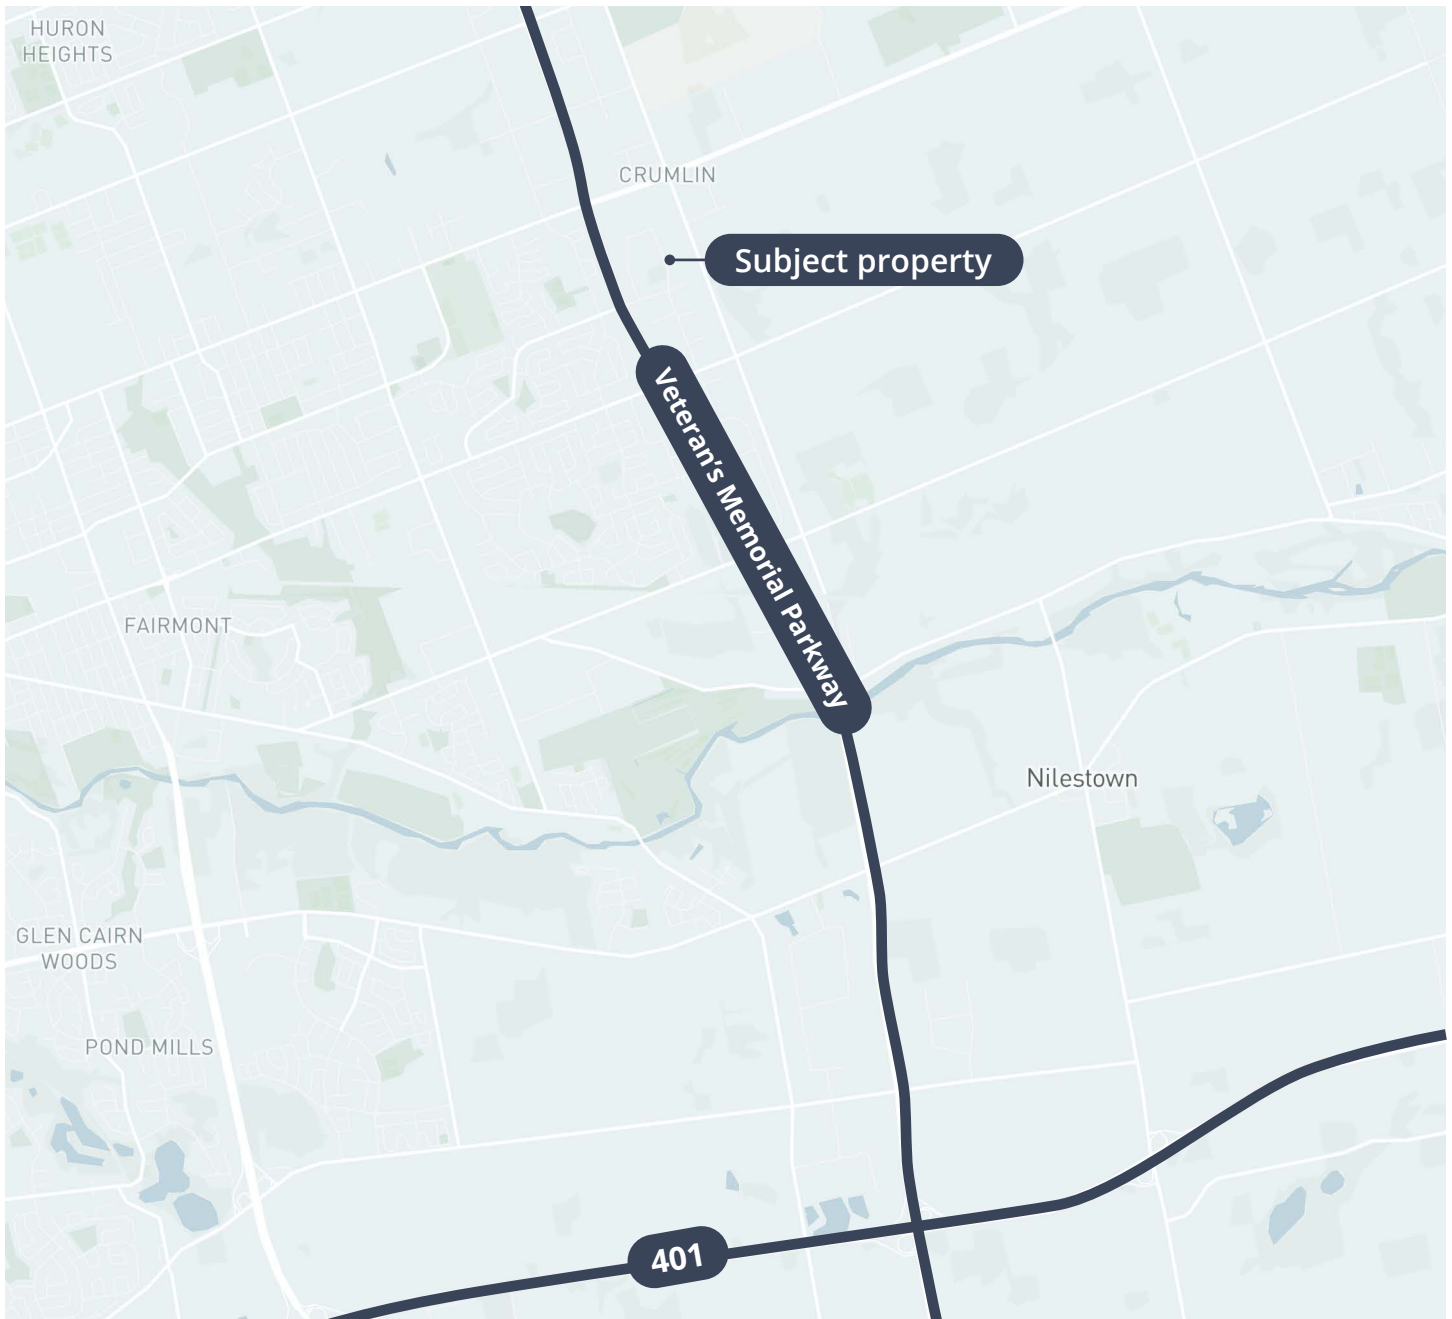 HURON
HEIGHTS
CRUMLIN
Subject property
Veteran's Memorial Parkway
FAIRMONT
Nilestown
GLEN CAIRN
WOODS
POND MILLS
401